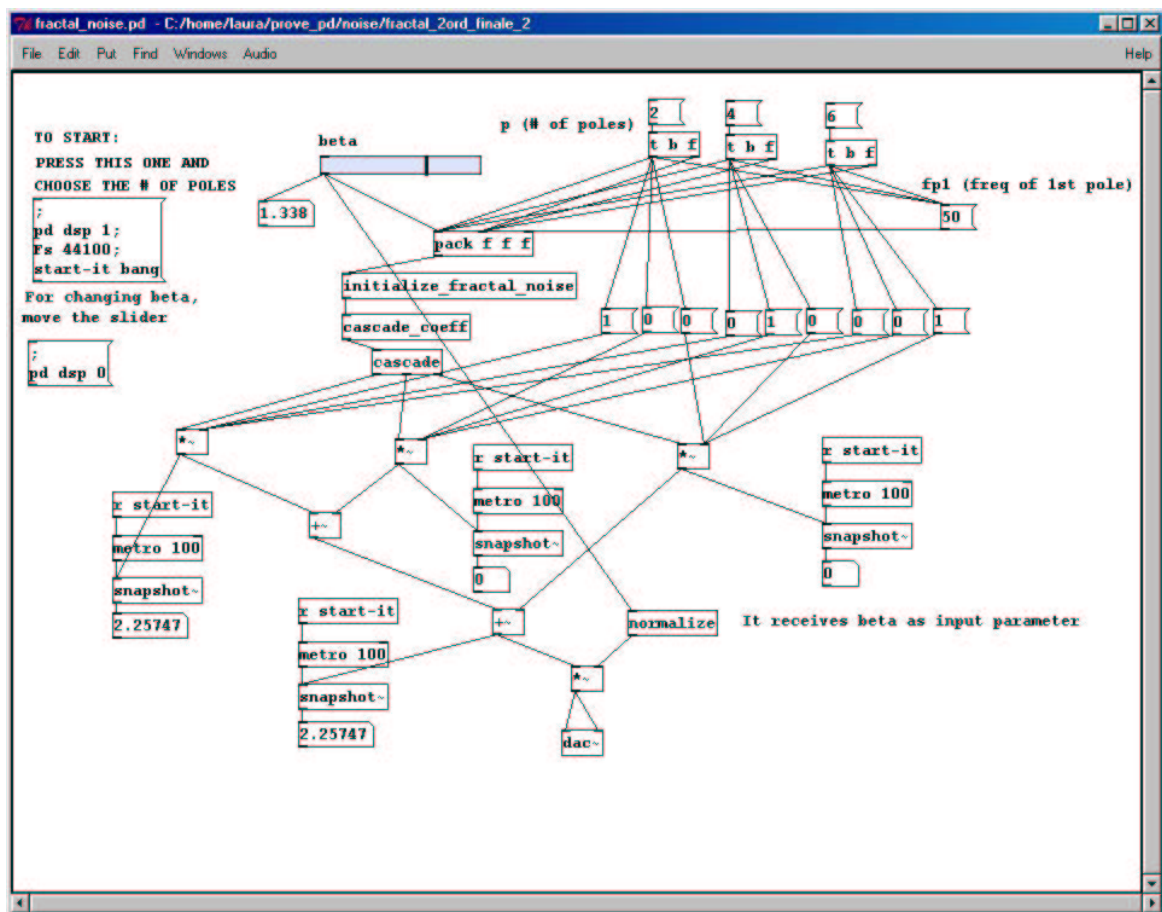 fractal_noise.pd - C:/home/laura/prove_pd/noise/fractal_2ord_finale_2
File Edit Put Find Windows Audio Help
TO START:
PRESS THIS ONE AND
CHOOSE THE # OF POLES
;
pd dsp 1;
Fs 44100;
start-it bang
For changing beta,
move the slider
;
pd dsp 0
beta
1.338
p (# of poles)
2
4
6
t b f
t b f
t b f
fp1 (freq of 1st pole)
50
pack f f f
initialize_fractal_noise
cascade_coeff
cascade
1
0
0
0
1
0
0
0
1
*~
*~
*~
r start-it
metro 100
snapshot~
2.25747
+~
r start-it
metro 100
snapshot~
0
r start-it
metro 100
snapshot~
0
r start-it
metro 100
snapshot~
2.25747
+~
normalize
It receives beta as input parameter
*~
dac~